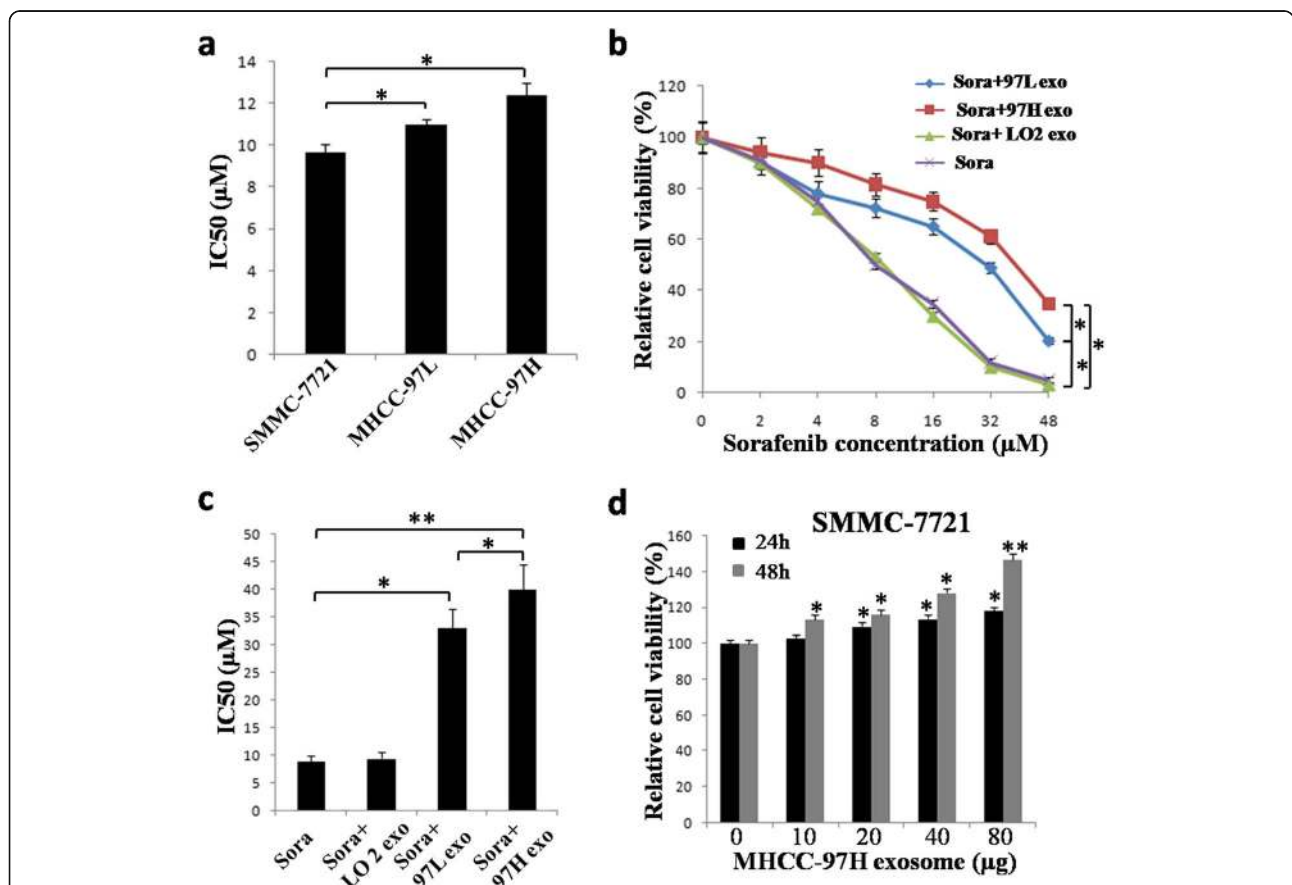 a
IC50 (μM)
14
12
10
8
6
4
2
0
*
*
SMMC-7721
MHCC-97L
MHCC-97H
b
Relative cell viability (%)
120
100
80
60
40
20
0
Sora+97L exo
Sora+97H exo
Sora+ LO2 exo
Sora
*
*
*
0 2 4 8 16 32 48
Sorafenib concentration (μM)
c
IC50 (μM)
50
45
40
35
30
25
20
15
10
5
0
**
*
*
Sora
Sora+
LO 2 exo
Sora+
97L exo
Sora+
97H exo
d
SMMC-7721
Relative cell viability (%)
160
140
120
100
80
60
40
20
0
24h
48h
* * * * * * **
0 10 20 40 80
MHCC-97H exosome (μg)